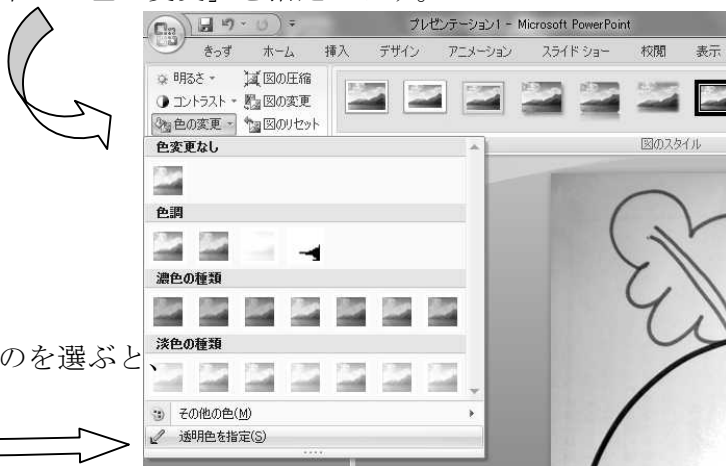 プレゼンテーション1 - Microsoft PowerPoint
きっず ホーム 挿入 デザイン アニメーション スライド ショー 校閲 表示
明るさ 図の圧縮
コントラスト 図の変更
色の変更 図のリセット
図のスタイル
色変更なし
色調
濃色の種類
淡色の種類
のを選ぶと、
その他の色(M)
透明色を指定(S)